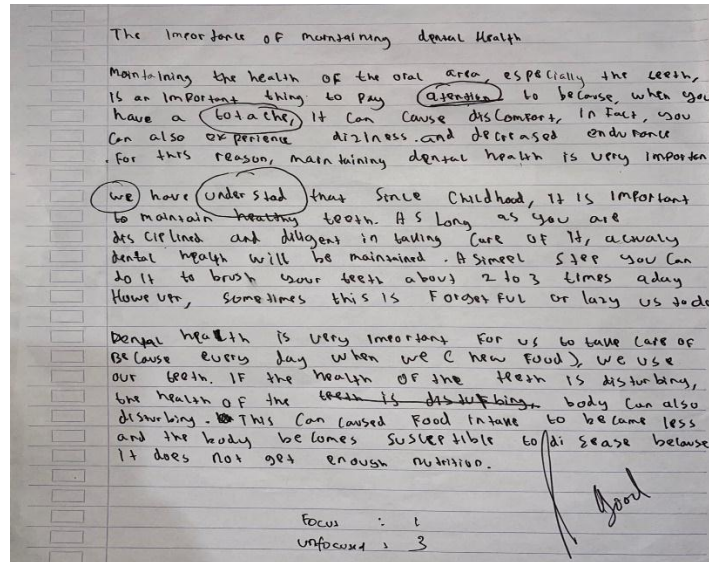 The Importance of maintaining dental Health
Maintaining the health of the oral area, especially the teeth,
is an important thing to pay atention to because, when you
have a totache, it can cause discomfort, In fact, you
Can also experience dizlness. and decreased endurance
. For this reason, maintaining dental health is very importan
we have understad that since childhood, it is important
to maintain healthy teeth. As Long as you are
disciplined and diligent in taking care of it, actualy
dental health will be maintained. A simpel step you can
do it to brush your teeth about 2 to 3 times aday
However, sometimes this is Forget ful or lazy us to do
Dental health is very important for us to take care of
Because every day when we ( hew food ), we use
our teeth. IF the health of the teeth is disturbing,
the health of the teeth is disturbing, body can also
disturbing. This Can caused Food intake to became less
and the body becomes susceptible to disease because
It does not get enough nutrition.
good
Focus : 1
unfocused : 3